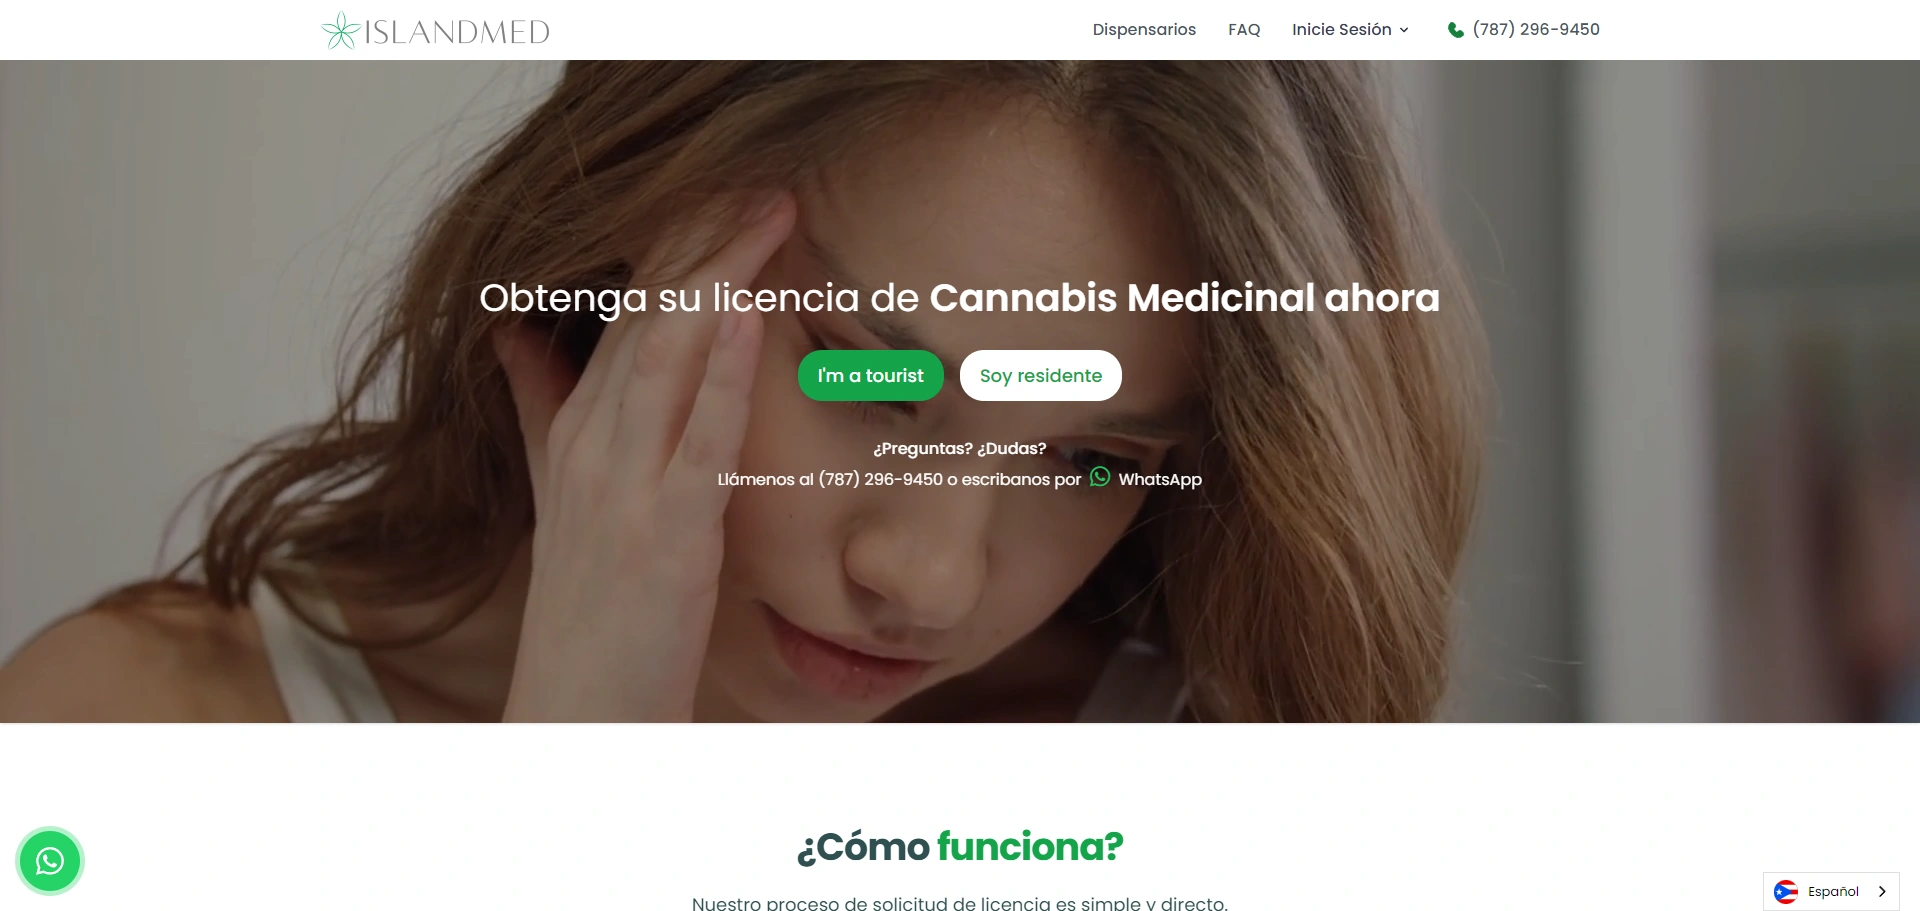 ISLANDMED
Dispensarios
FAQ
Inicie Sesión
(787) 296-9450
Obtenga su licencia de Cannabis Medicinal ahora
I'm a tourist
Soy residente
¿Preguntas? ¿Dudas?
Llámenos al (787) 296-9450 o escribanos por WhatsApp
¿Cómo funciona?
Nuestro proceso de solicitud de licencia es simple y directo.
Español